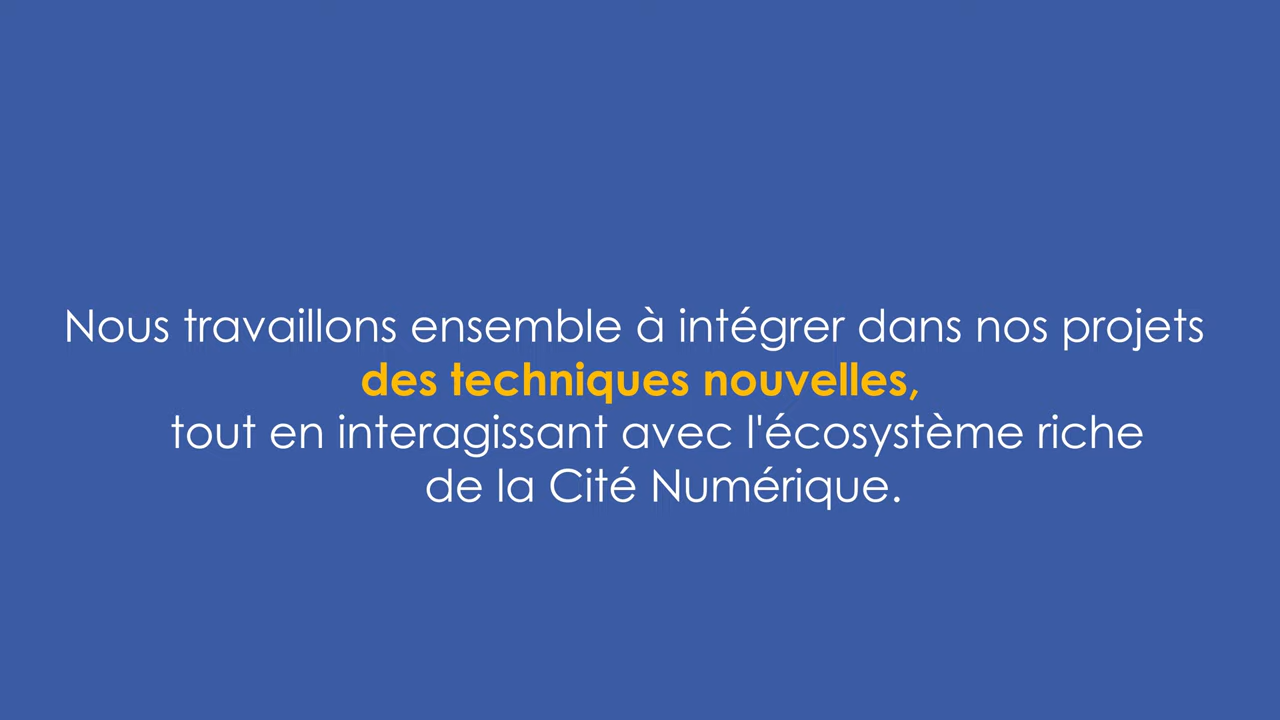 Nous travaillons ensemble à intégrer dans nos projets
des techniques nouvelles,
tout en interagissant avec l'écosystème riche
de la Cité Numérique.